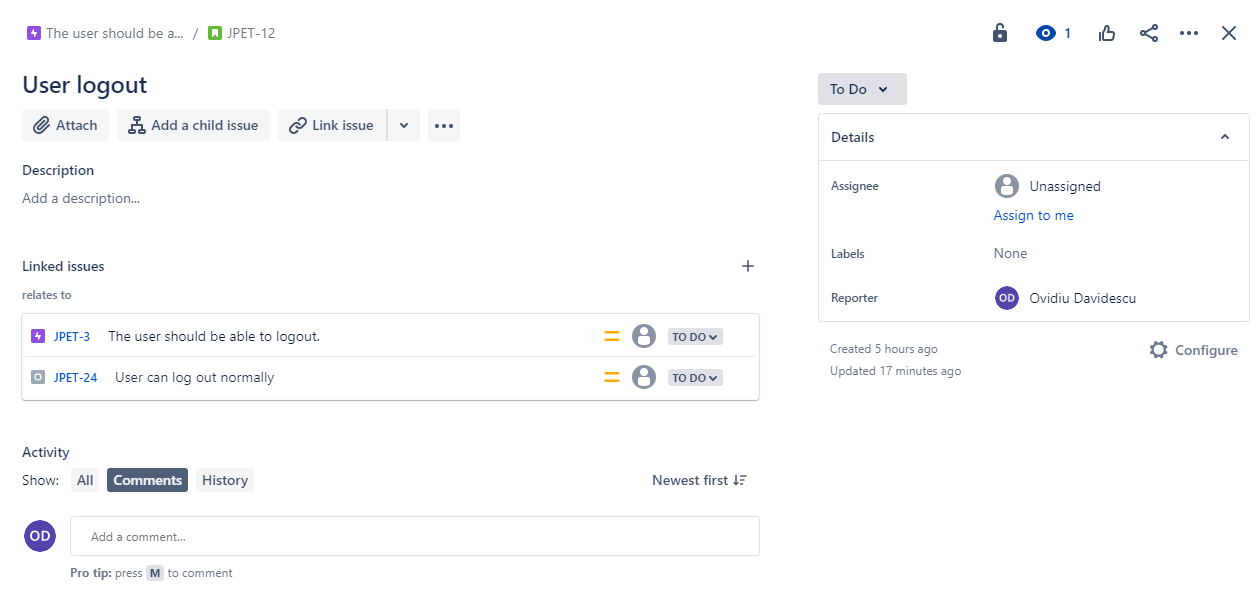 The user should be a... / JPET-12
1
User logout
To Do
Attach Add a child issue Link issue
Details
Description
Add a description...
Assignee Unassigned
Assign to me
Labels None
Linked issues
relates to
Reporter OD Ovidiu Davidescu
JPET-3 The user should be able to logout. TO DO
JPET-24 User can log out normally TO DO
Created 5 hours ago Configure
Updated 17 minutes ago
Activity
Show: All Comments History Newest first
OD Add a comment...
Pro tip: press M to comment